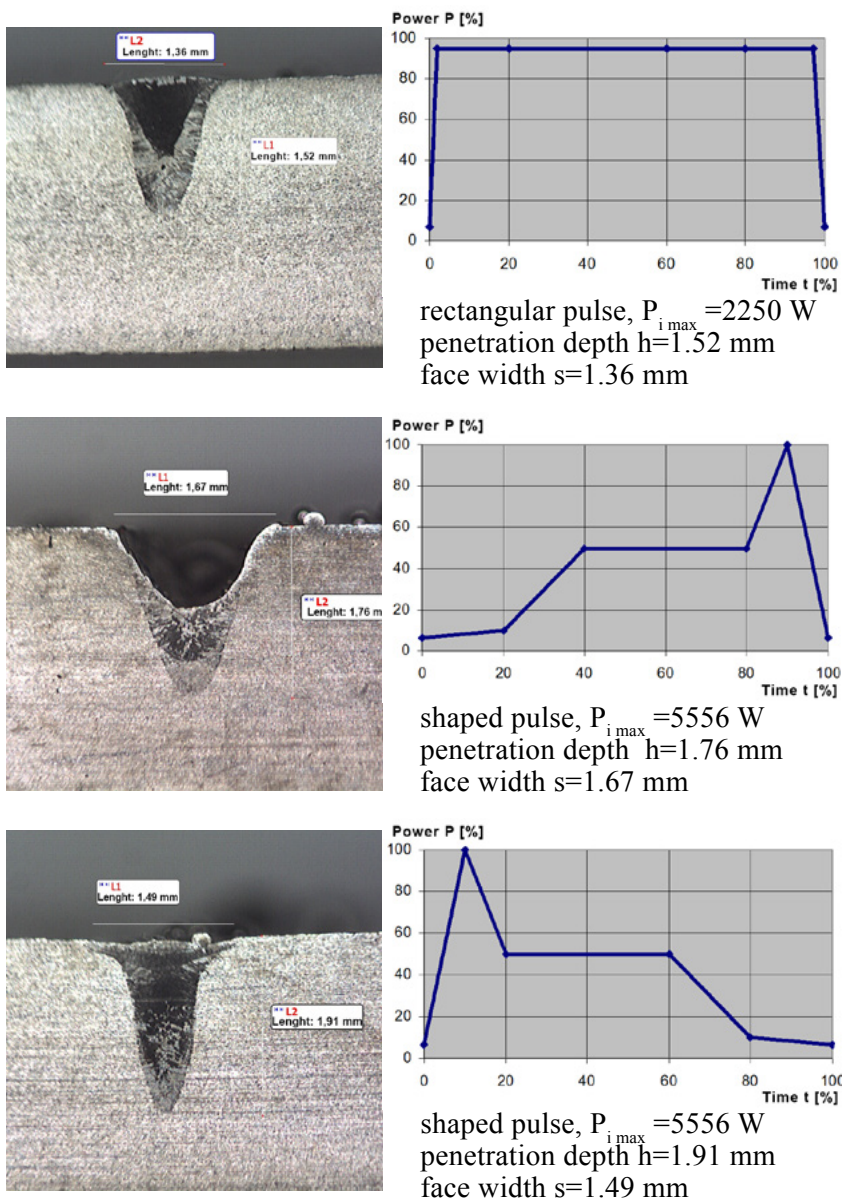 L2
Lenght: 1,36 mm
L1
Lenght: 1,52 mm
Power P [%]
100
80
60
40
20
0
0 20 40 60 80 100
Time t [%]
rectangular pulse, P i max =2250 W
penetration depth h=1.52 mm
face width s=1.36 mm
L1
Lenght: 1,67 mm
L2
Lenght: 1,76 m
Power P [%]
100
80
60
40
20
0
0 20 40 60 80 100
Time t [%]
shaped pulse, P i max =5556 W
penetration depth h=1.76 mm
face width s=1.67 mm
L1
Lenght: 1,49 mm
L2
Lenght: 1,91 mm
Power P [%]
100
80
60
40
20
0
0 20 40 60 80 100
Time t [%]
shaped pulse, P i max =5556 W
penetration depth h=1.91 mm
face width s=1.49 mm